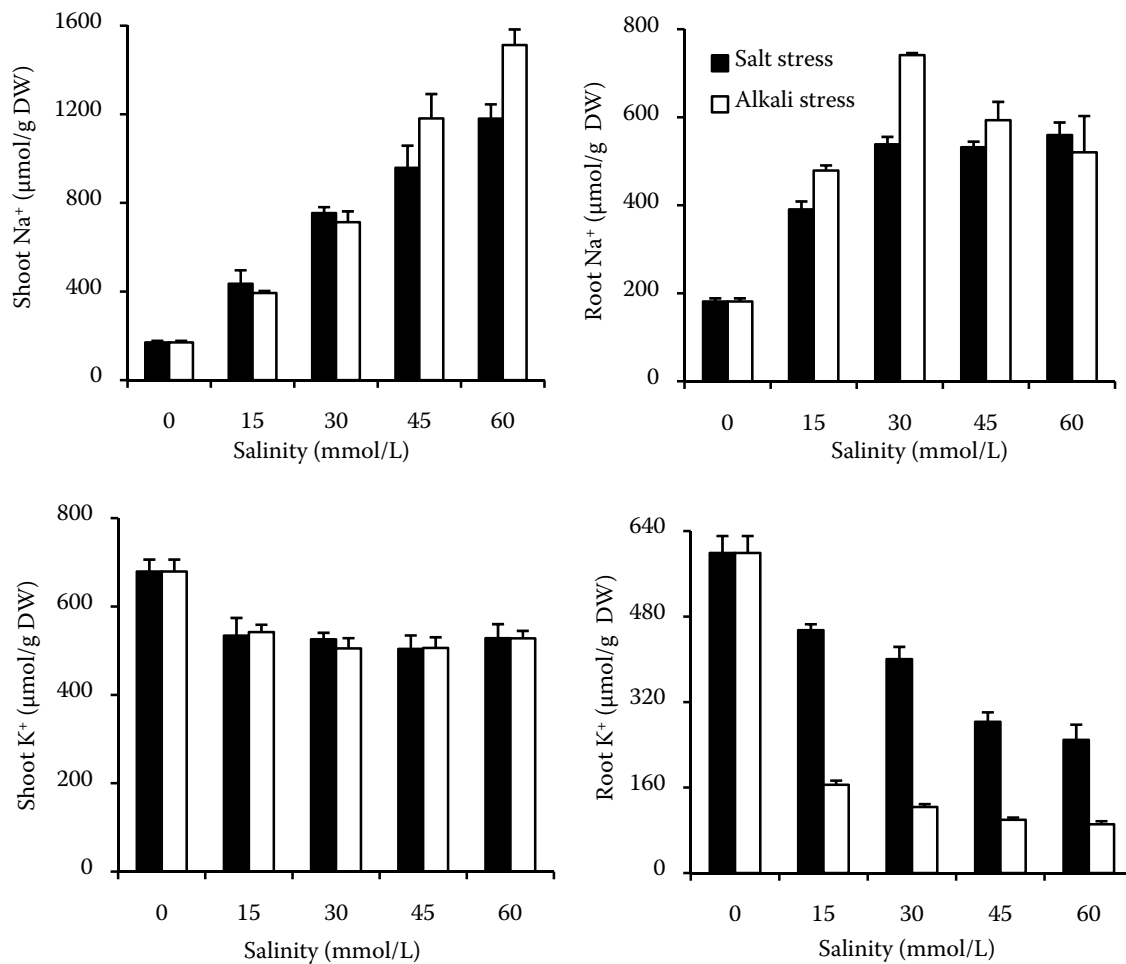 Shoot Na⁺ (µmol/g DW)
1600
1200
800
400
0
0 15 30 45 60
Salinity (mmol/L)
Root Na⁺ (µmol/g DW)
800
600
400
200
0
Salt stress
Alkali stress
0 15 30 45 60
Salinity (mmol/L)
Shoot K⁺ (µmol/g DW)
800
600
400
200
0
0 15 30 45 60
Salinity (mmol/L)
Root K⁺ (µmol/g DW)
640
480
320
160
0
0 15 30 45 60
Salinity (mmol/L)